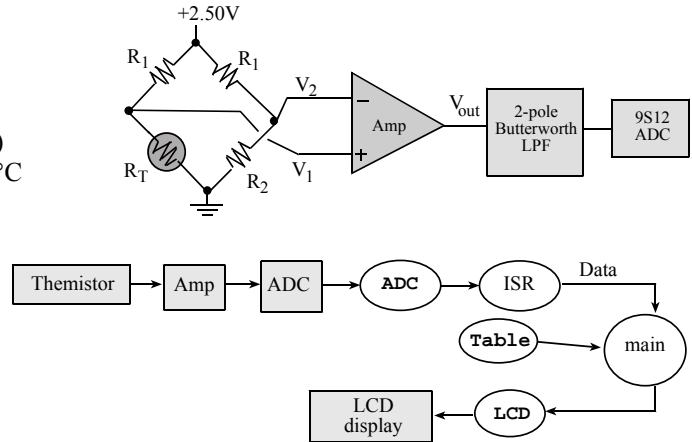 +2.50V
R1
R1
)
°C
RT
R2
V2
V1
Amp
Vout
2-pole
Butterworth
LPF
9S12
ADC
Themistor
Amp
ADC
ADC
ISR
Data
Table
main
LCD
display
LCD